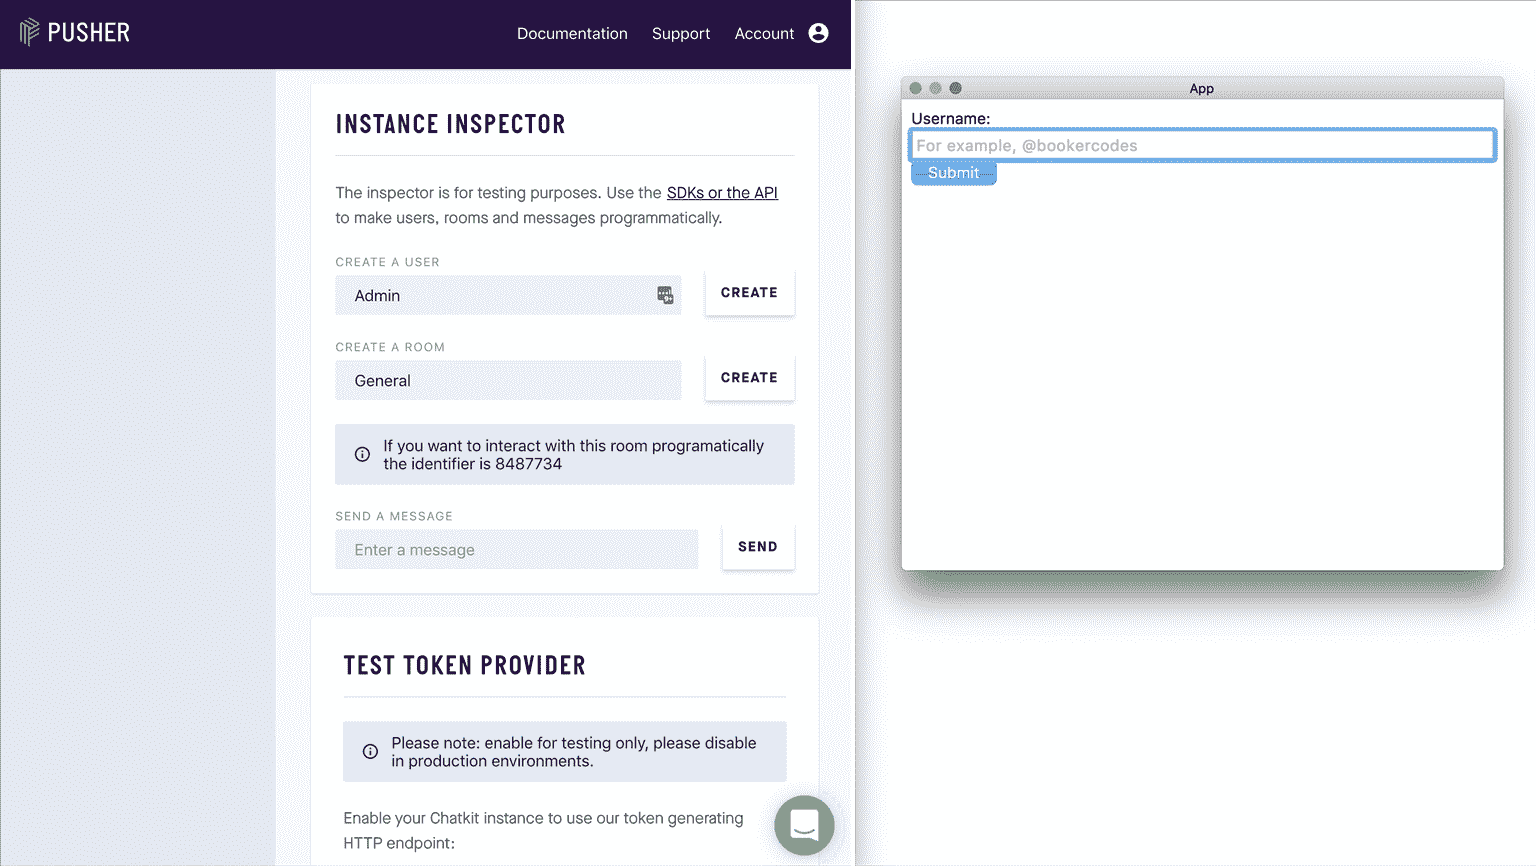 PUSHER
Documentation Support Account
INSTANCE INSPECTOR
The inspector is for testing purposes. Use the SDKs or the API
to make users, rooms and messages programmatically.
CREATE A USER
Admin
CREATE
CREATE A ROOM
General
CREATE
If you want to interact with this room programatically
the identifier is 8487734
SEND A MESSAGE
Enter a message
SEND
TEST TOKEN PROVIDER
Please note: enable for testing only, please disable
in production environments.
Enable your Chatkit instance to use our token generating
HTTP endpoint:
App
Username:
For example, @bookercodes
Submit